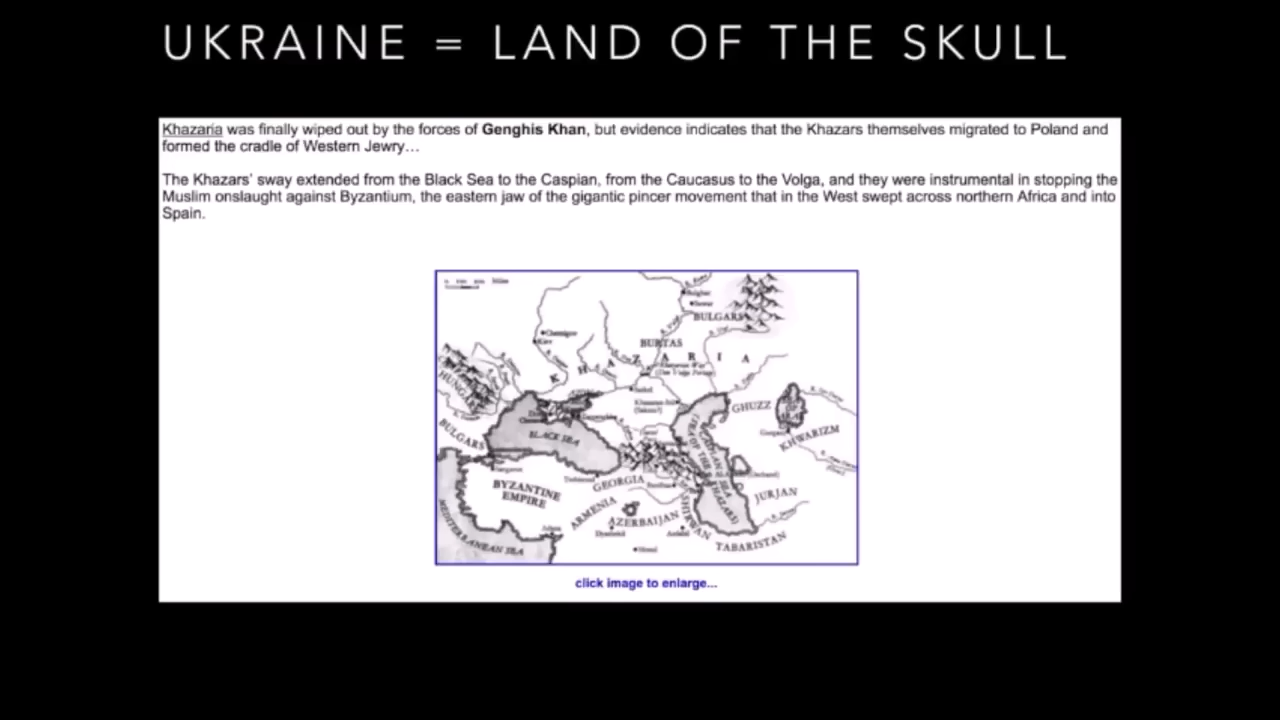 UKRAINE = LAND OF THE SKULL
Khazaria was finally wiped out by the forces of Genghis Khan, but evidence indicates that the Khazars themselves migrated to Poland and
formed the cradle of Western Jewry...
The Khazars' sway extended from the Black Sea to the Caspian, from the Caucasus to the Volga, and they were instrumental in stopping the
Muslim onslaught against Byzantium, the eastern jaw of the gigantic pincer movement that in the West swept across northern Africa and into
Spain.
BULGARS
BURTAS
KHAZARIA
Kiev
GHUZZ
KHWARIZM
BULGARS
BLACK SEA
GEORGIA
BYZANTINE
EMPIRE
ARMENIA
AZERBAIJAN
SHIRWAN
JURJAN
TABARISTAN
MEDITERRANEAN SEA
click image to enlarge...